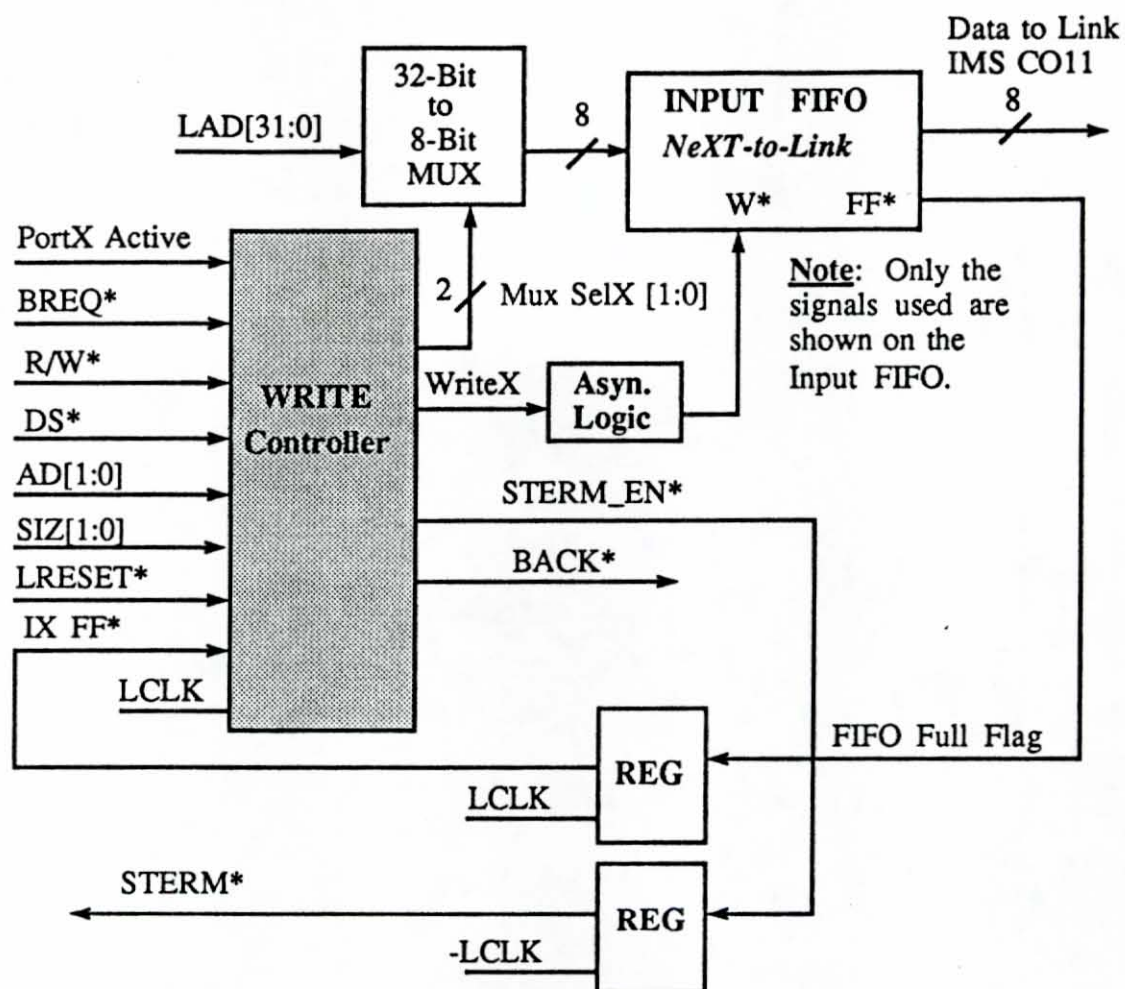 Data to Link
IMS CO11
8
32-Bit
to
8-Bit
MUX
LAD[31:0]
8
INPUT FIFO
NeXT-to-Link
W* FF*
PortX Active
BREQ*
R/W*
DS*
AD[1:0]
SIZ[1:0]
LRESET*
IX FF*
LCLK
WRITE
Controller
2
Mux SelX [1:0]
WriteX
Asyn.
Logic
Note: Only the
signals used are
shown on the
Input FIFO.
STERM_EN*
BACK*
FIFO Full Flag
REG
LCLK
STERM*
REG
-LCLK